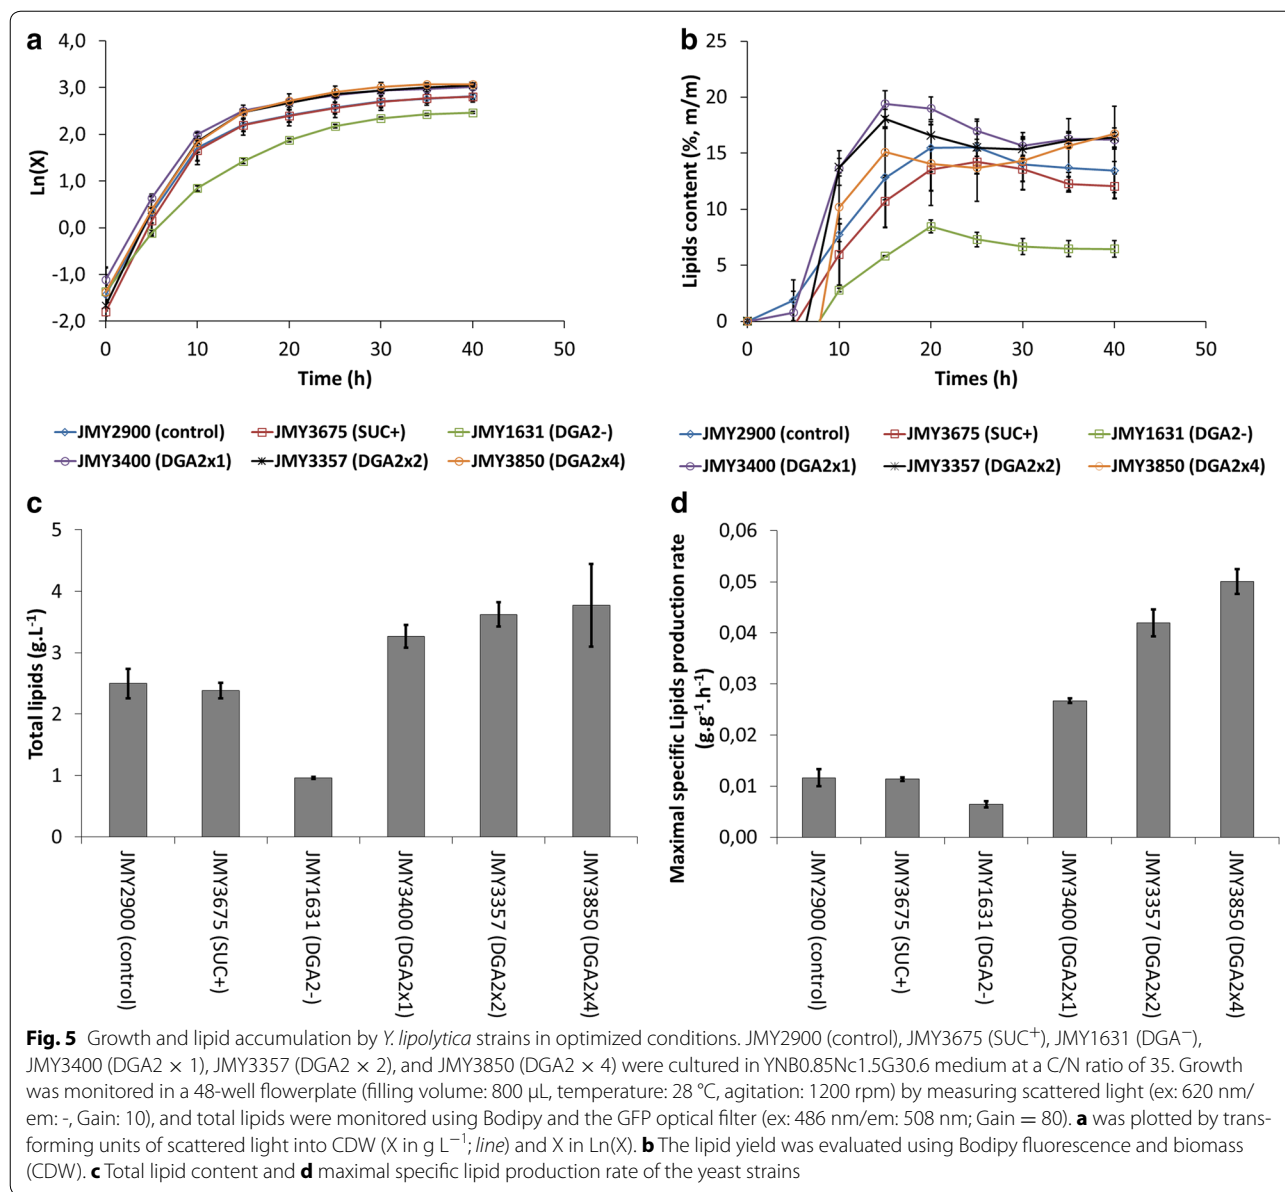 a
4,0
3,0
2,0
1,0
0,0
-1,0
-2,0
Ln(X)
0 10 20 30 40 50
Time (h)
JMY2900 (control) JMY3675 (SUC+) JMY1631 (DGA2-)
JMY3400 (DGA2x1) JMY3357 (DGA2x2) JMY3850 (DGA2x4)
b
25
20
15
10
5
0
Lipids content (%, m/m)
0 10 20 30 40 50
Times (h)
JMY2900 (control) JMY3675 (SUC+) JMY1631 (DGA2-)
JMY3400 (DGA2x1) JMY3357 (DGA2x2) JMY3850 (DGA2x4)
c
5
4
3
2
1
0
Total lipids (g.L-1)
JMY2900 (control)
JMY3675 (SUC+)
JMY1631 (DGA2-)
JMY3400 (DGA2x1)
JMY3357 (DGA2x2)
JMY3850 (DGA2x4)
d
0,06
0,05
0,04
0,03
0,02
0,01
0,00
Maximal specific Lipids production rate
(g.g-1.h-1)
JMY2900 (control)
JMY3675 (SUC+)
JMY1631 (DGA2-)
JMY3400 (DGA2x1)
JMY3357 (DGA2x2)
JMY3850 (DGA2x4)
Fig. 5 Growth and lipid accumulation by Y. lipolytica strains in optimized conditions. JMY2900 (control), JMY3675 (SUC+), JMY1631 (DGA−),
JMY3400 (DGA2 × 1), JMY3357 (DGA2 × 2), and JMY3850 (DGA2 × 4) were cultured in YNB0.85Nc1.5G30.6 medium at a C/N ratio of 35. Growth
was monitored in a 48-well flowerplate (filling volume: 800 µL, temperature: 28 °C, agitation: 1200 rpm) by measuring scattered light (ex: 620 nm/
em: -, Gain: 10), and total lipids were monitored using Bodipy and the GFP optical filter (ex: 486 nm/em: 508 nm; Gain = 80). a was plotted by trans-
forming units of scattered light into CDW (X in g L−1; line) and X in Ln(X). b The lipid yield was evaluated using Bodipy fluorescence and biomass
(CDW). c Total lipid content and d maximal specific lipid production rate of the yeast strains